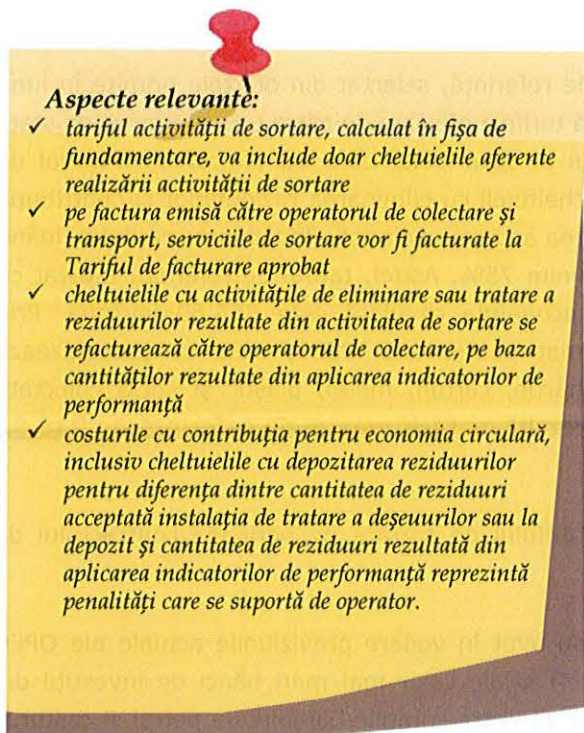 Aspecte relevante:
✓ tariful activității de sortare, calculat în fișa de
fundamentare, va include doar cheltuielile aferente
realizării activității de sortare
✓ pe factura emisă către operatorul de colectare și
transport, serviciile de sortare vor fi facturate la
Tariful de facturare aprobat
✓ cheltuielile cu activitățile de eliminare sau tratare a
reziduurilor rezultate din activitatea de sortare se
refacturează către operatorul de colectare, pe baza
cantităților rezultate din aplicarea indicatorilor de
performanță
✓ costurile cu contribuția pentru economia circulară,
inclusiv cheltuielile cu depozitarea reziduurilor
pentru diferența dintre cantitatea de reziduuri
acceptată instalația de tratare a deșeuurilor sau la
depozit și cantitatea de reziduuri rezultată din
aplicarea indicatorilor de performanță reprezintă
penalități care se suportă de operator.